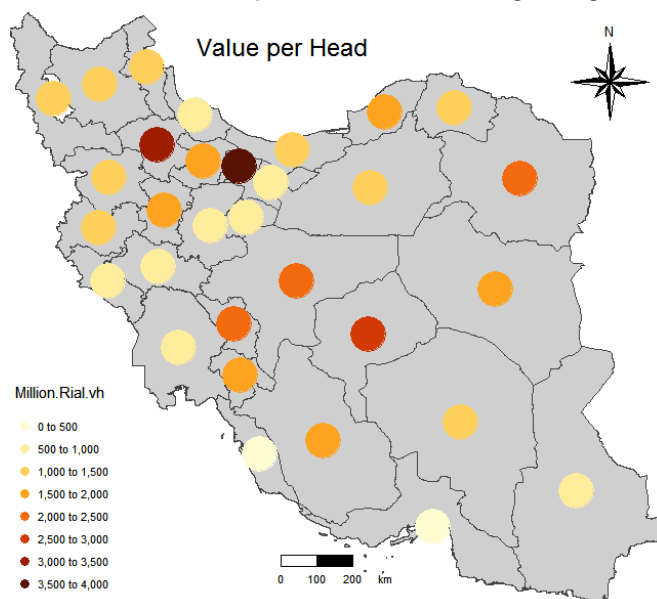 Value per Head
N
Million.Rial.vh
0 to 500
500 to 1,000
1,000 to 1,500
1,500 to 2,000
2,000 to 2,500
2,500 to 3,000
3,000 to 3,500
3,500 to 4,000
0 100 200 km